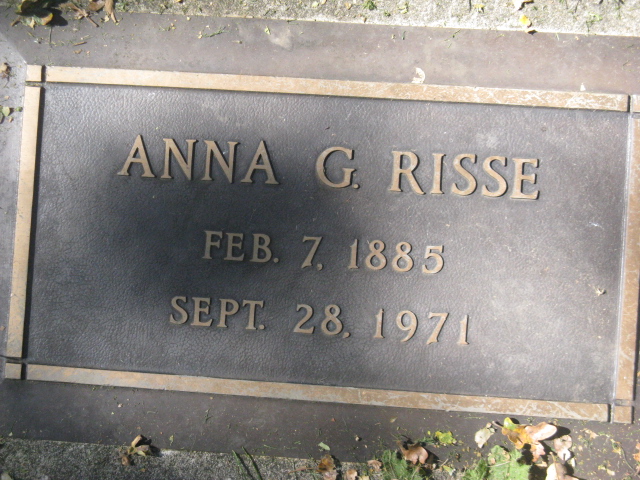 ANNA G. RISSE
FEB. 7, 1885
SEPT. 28, 1971